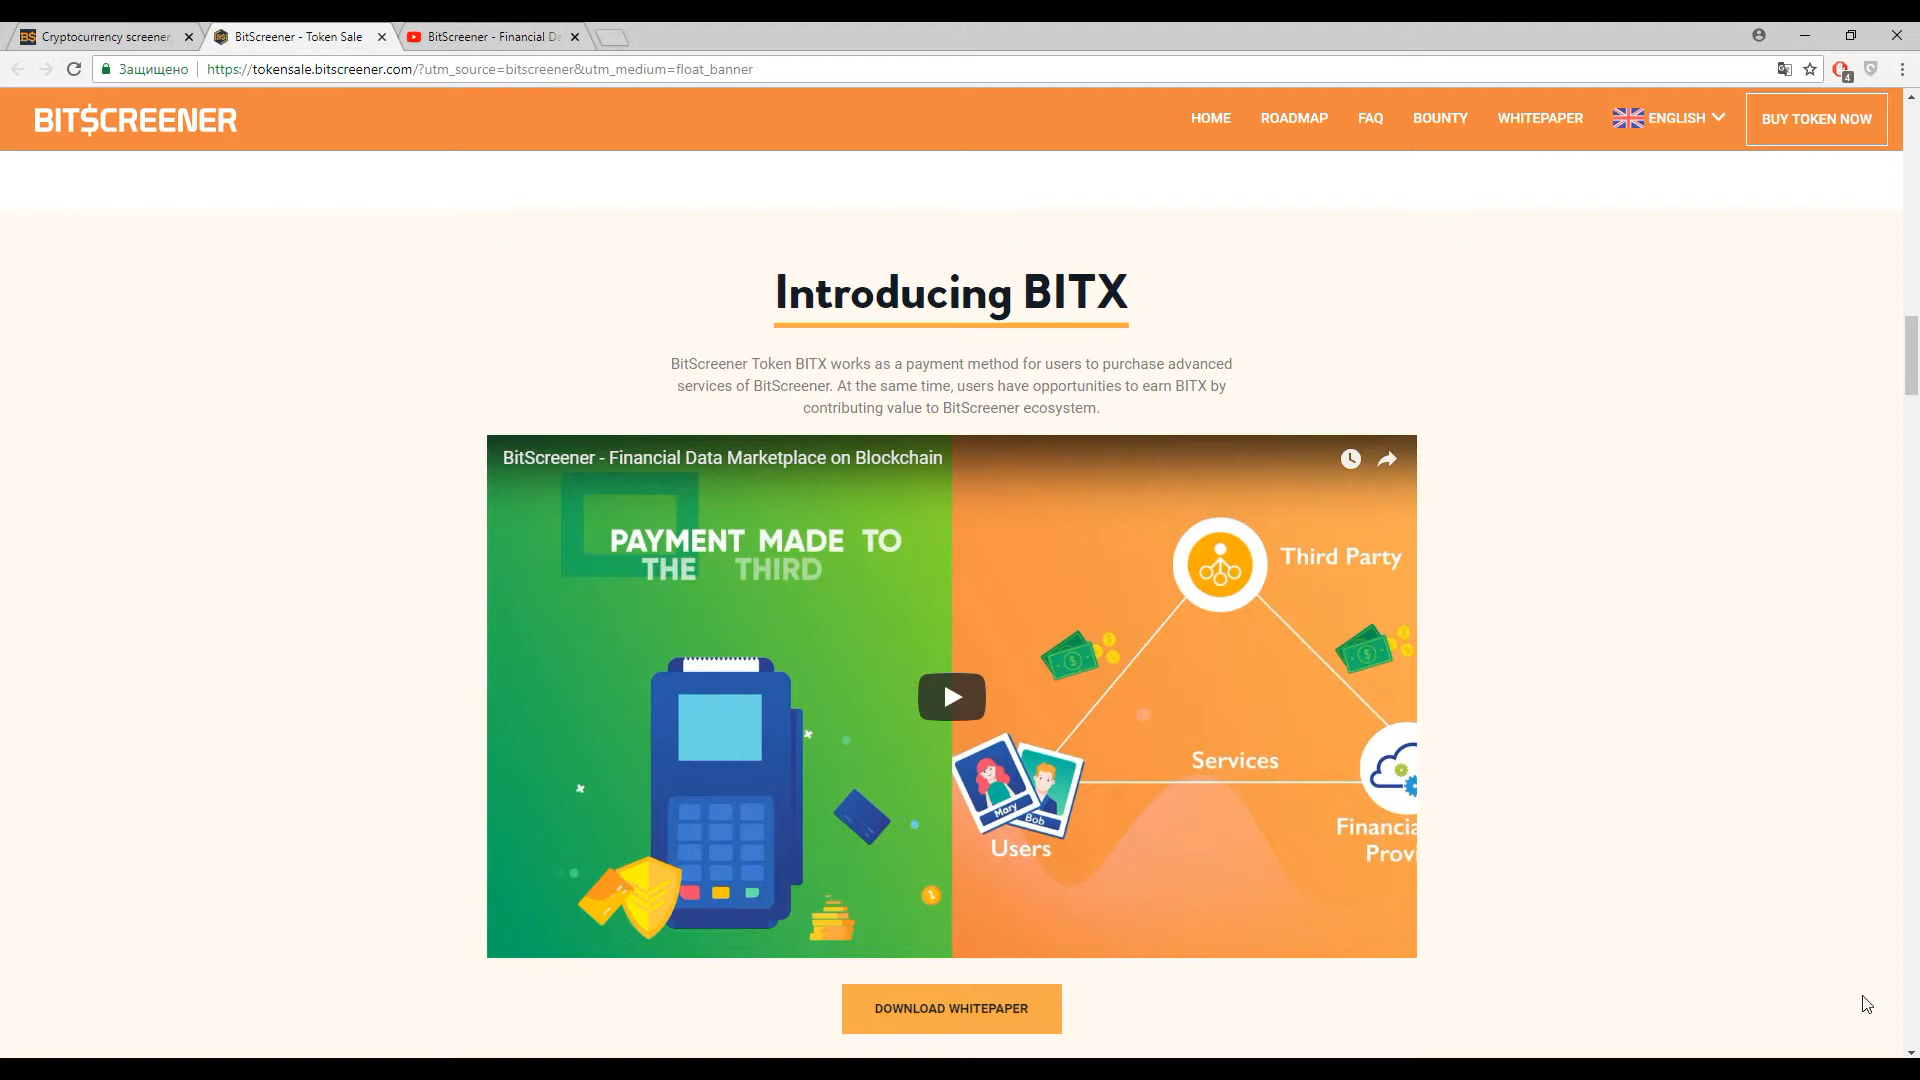 Cryptocurrency screener
BitScreener - Token Sale
BitScreener - Financial Da
Защищено
https://tokensale.bitscreener.com/?utm_source=bitscreener&utm_medium=float_banner
4
BIT$CREENER
HOME
ROADMAP
FAQ
BOUNTY
WHITEPAPER
ENGLISH
BUY TOKEN NOW
Introducing BITX
BitScreener Token BITX works as a payment method for users to purchase advanced
services of BitScreener. At the same time, users have opportunities to earn BITX by
contributing value to BitScreener ecosystem.
BitScreener - Financial Data Marketplace on Blockchain
PAYMENT MADE TO
THE THIRD
Third Party
Services
Mary
Bob
Users
Financia
Provi
DOWNLOAD WHITEPAPER